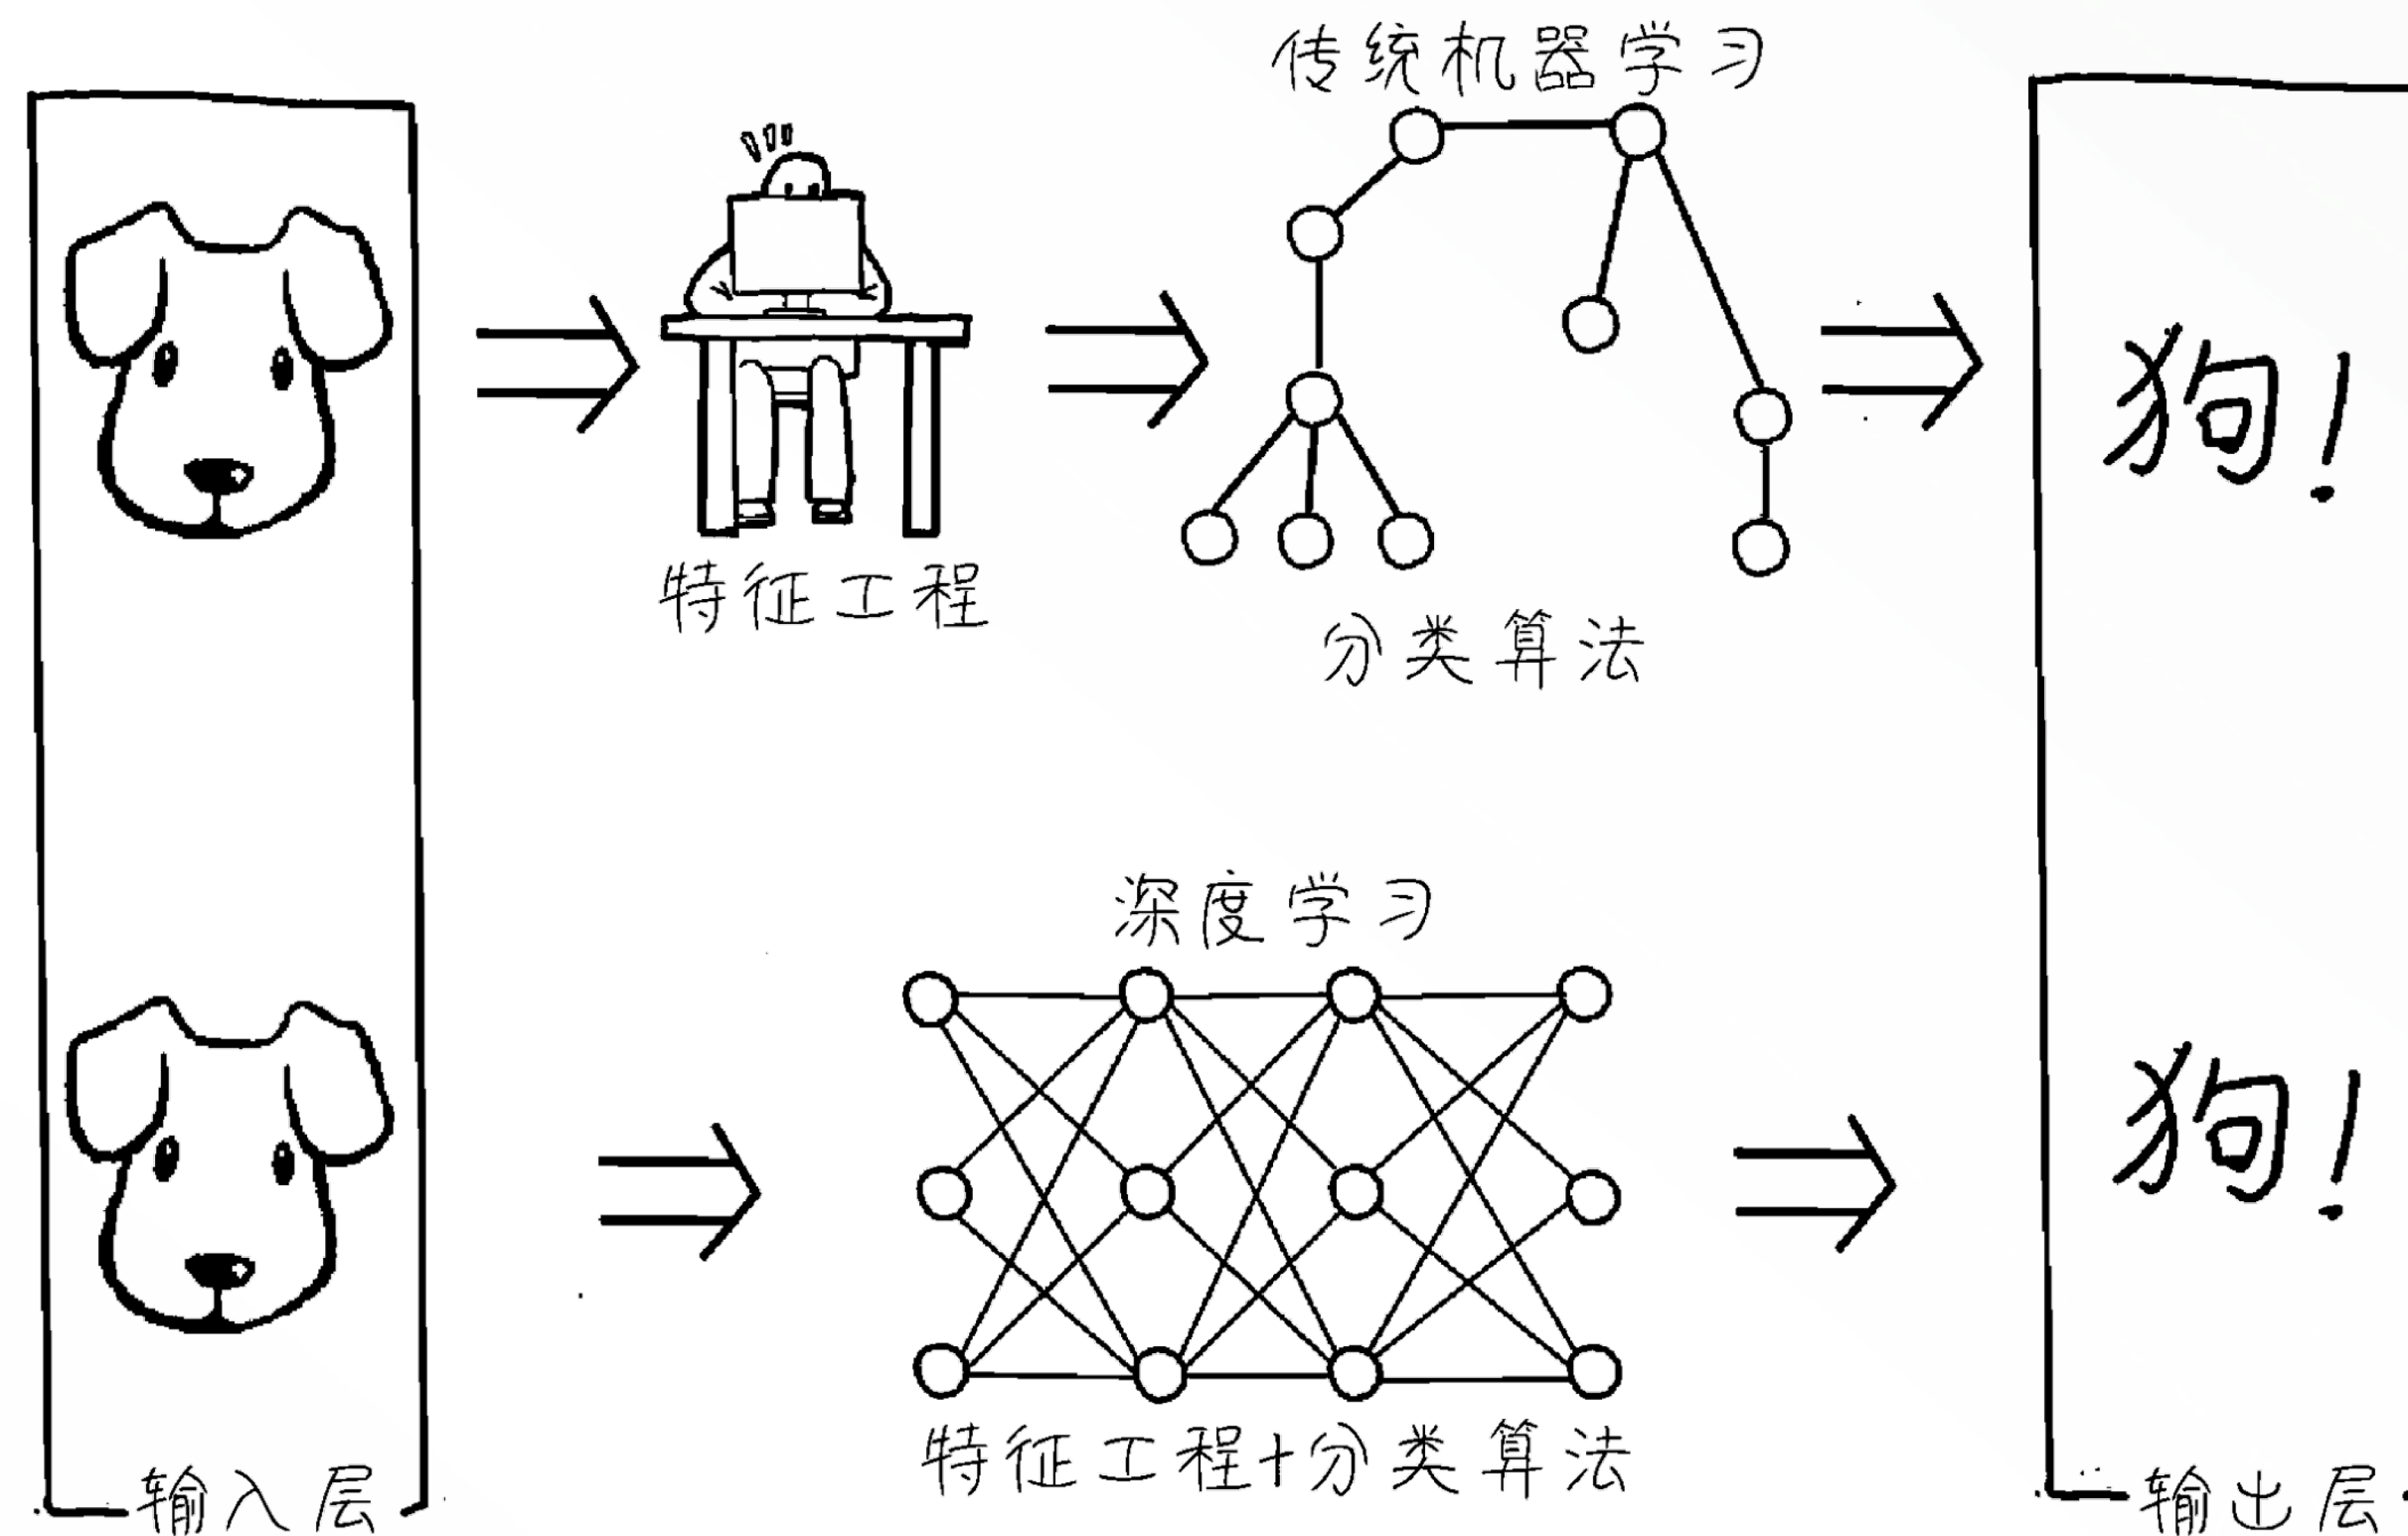 传统机器学习
特征工程
分类算法
狗!
深度学习
特征工程+分类算法
狗!
输入层
输出层